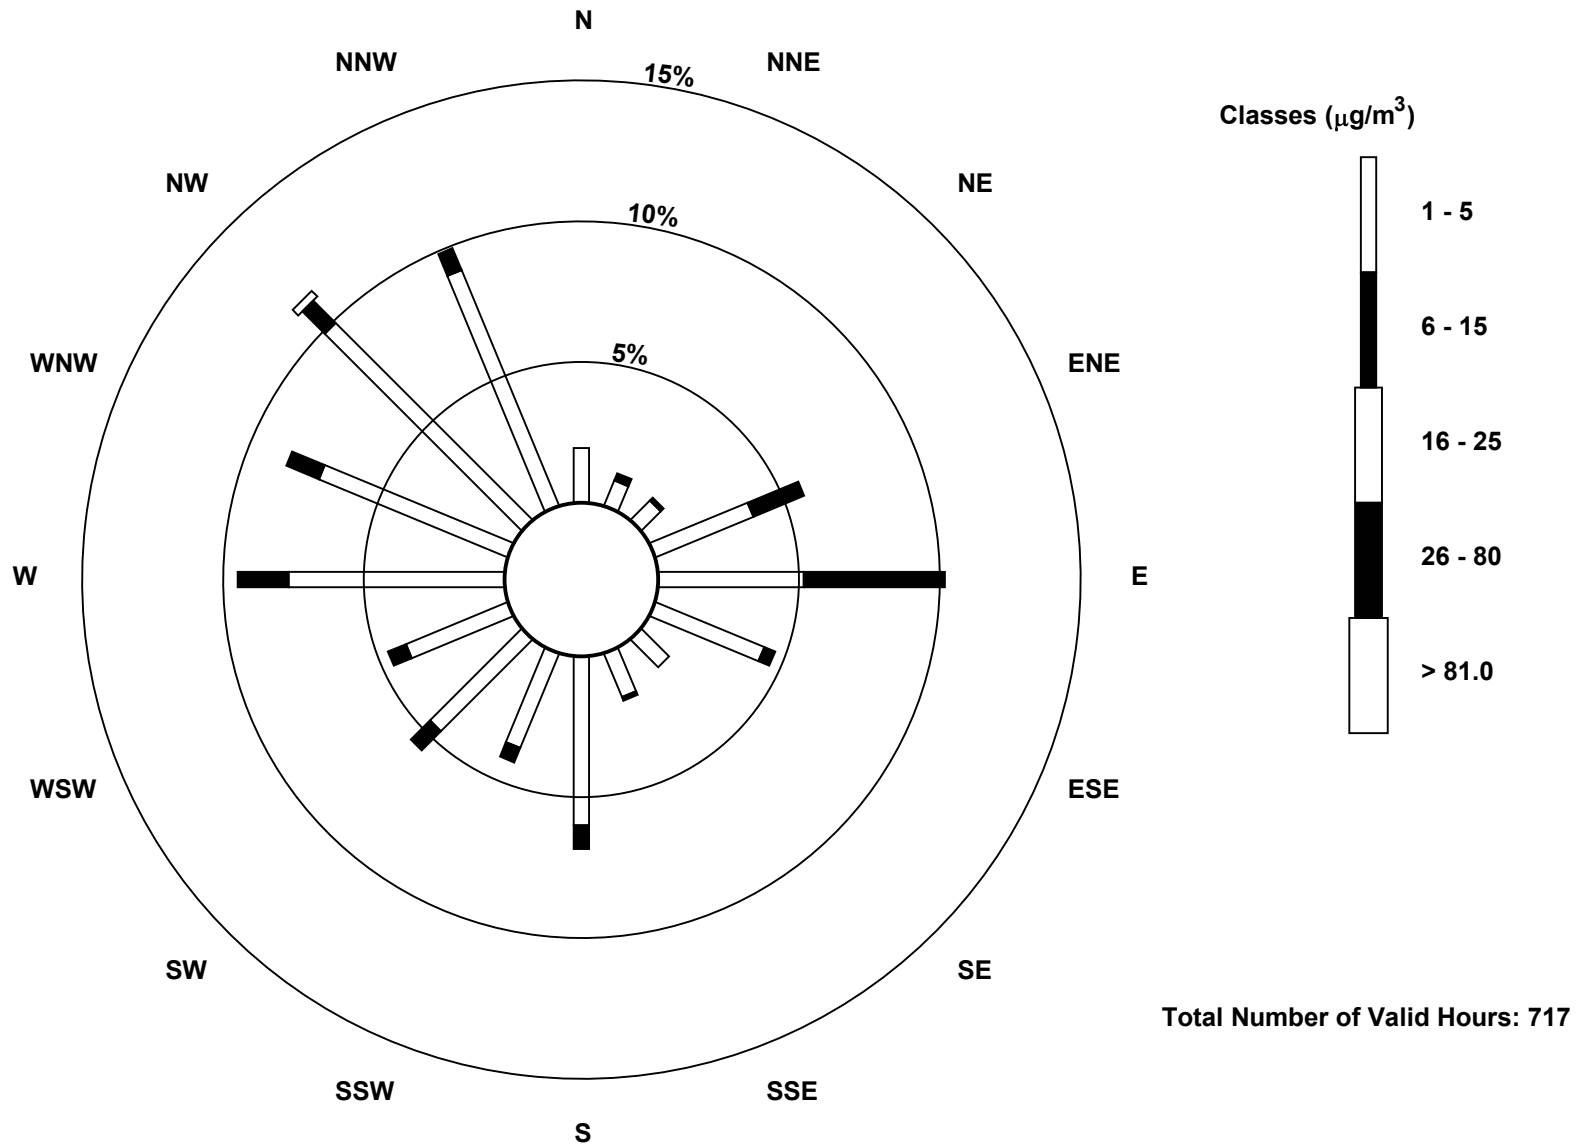 N
NNW
NNE
15%
Classes (μg/m³)
NW
NE
10%
1 - 5
6 - 15
5%
WNW
ENE
16 - 25
26 - 80
W
E
> 81.0
WSW
ESE
SW
SE
Total Number of Valid Hours: 717
SSW
SSE
S